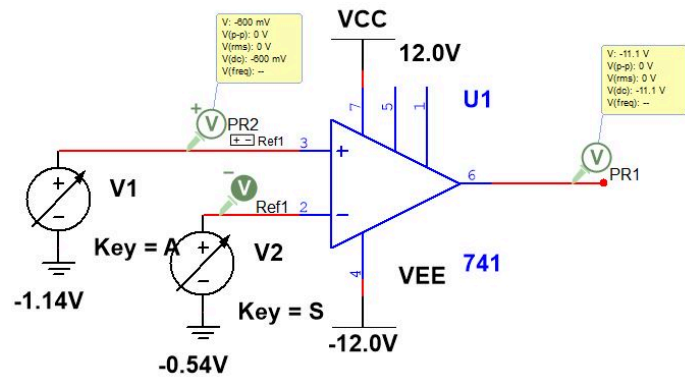 V: -600 mV
V(p-p): 0 V
V(rms): 0 V
V(dc): -600 mV
V(freq): --
VCC
12.0V
V: -11.1 V
V(p-p): 0 V
V(rms): 0 V
V(dc): -11.1 V
V(freq): --
+
V
PR2
+ - Ref1
7
5
1
U1
V
PR1
3
+
6
+
-
V1
Key = A
-1.14V
-
V
Ref1
2
-
+
-
V2
Key = S
-0.54V
4
VEE
741
-12.0V